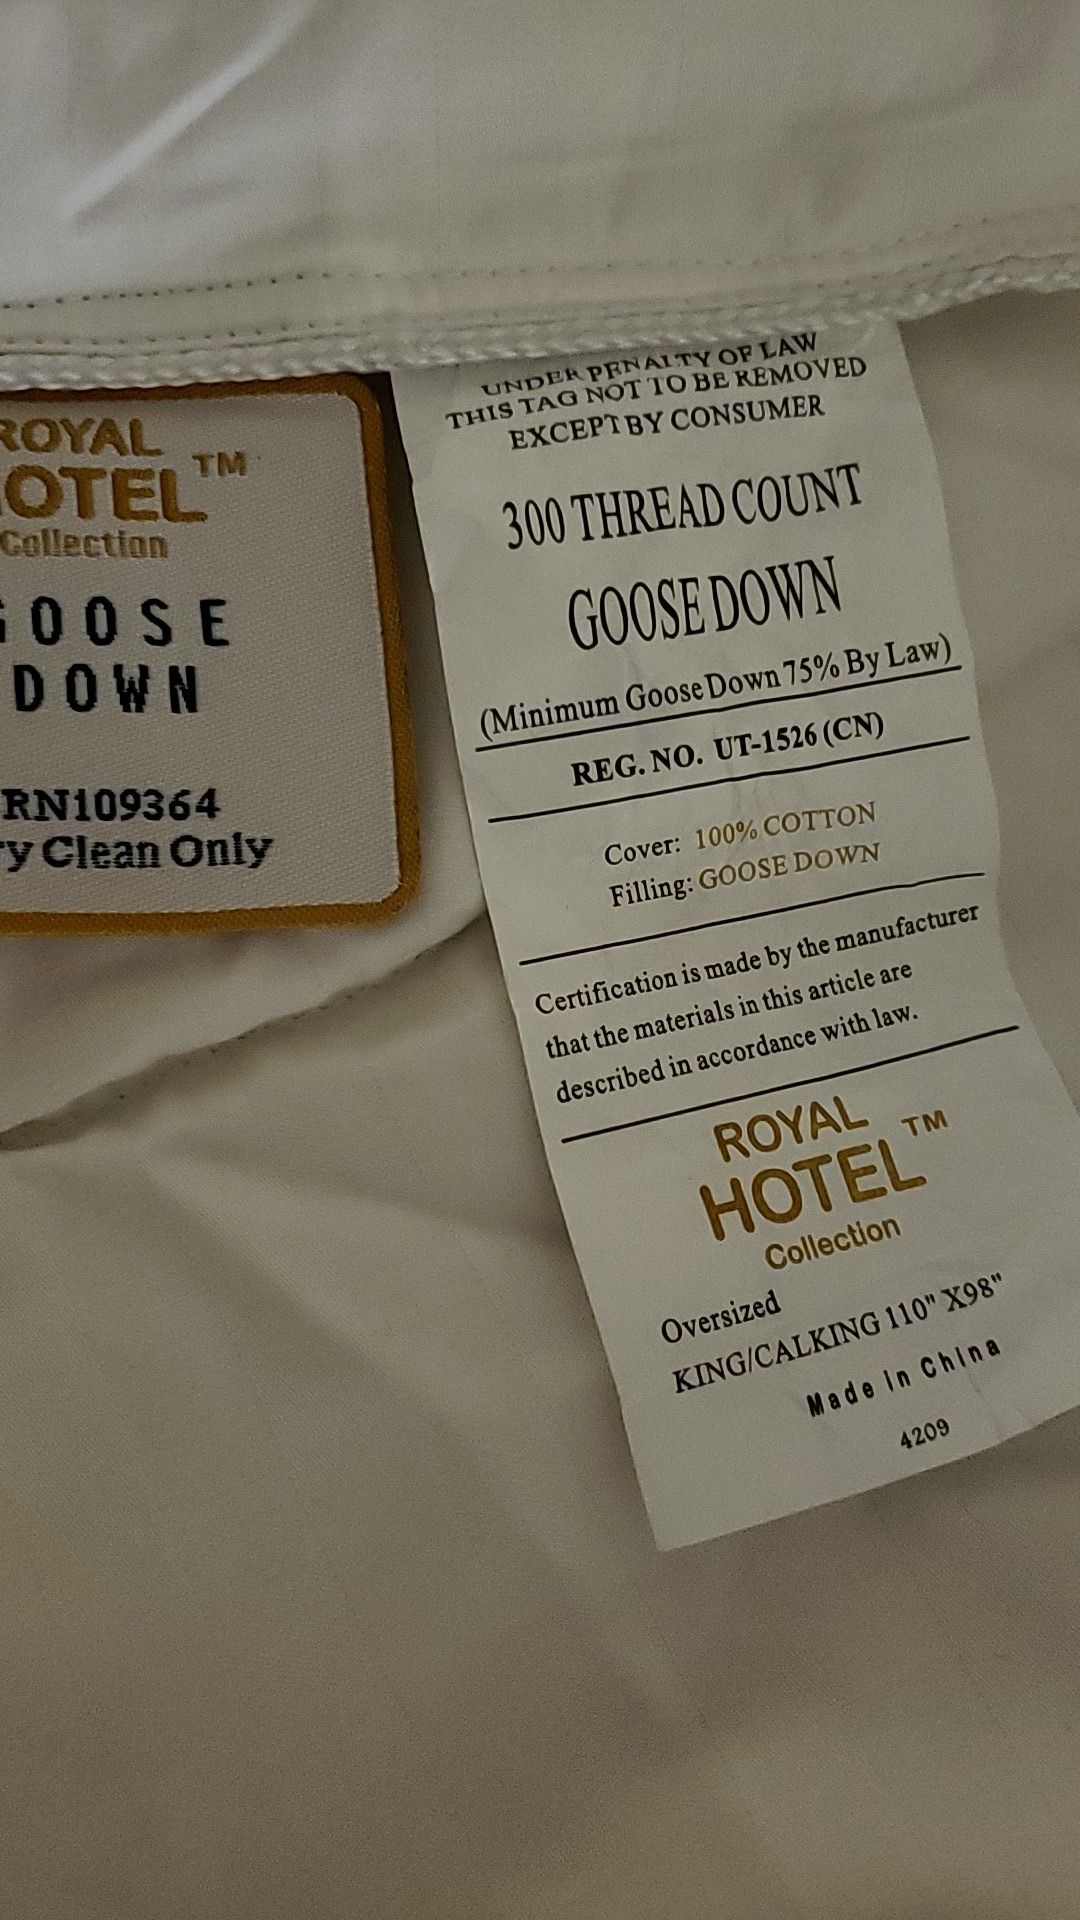 ROYAL
HOTEL™
Collection
GOOSE
DOWN
RN109364
Clean Only
UNDER PENALTY OF LAW
THIS TAG NOT TO BE REMOVED
EXCEPT BY CONSUMER
300 THREAD COUNT
GOOSE DOWN
(Minimum Goose Down 75% By Law)
REG. NO. UT-1526 (CN)
Cover: 100% COTTON
Filling: GOOSE DOWN
Certification is made by the manufacturer
that the materials in this article are
described in accordance with law.
ROYAL
HOTEL™
Collection
Oversized
KING/CALKING 110" X98"
Made in China
4209